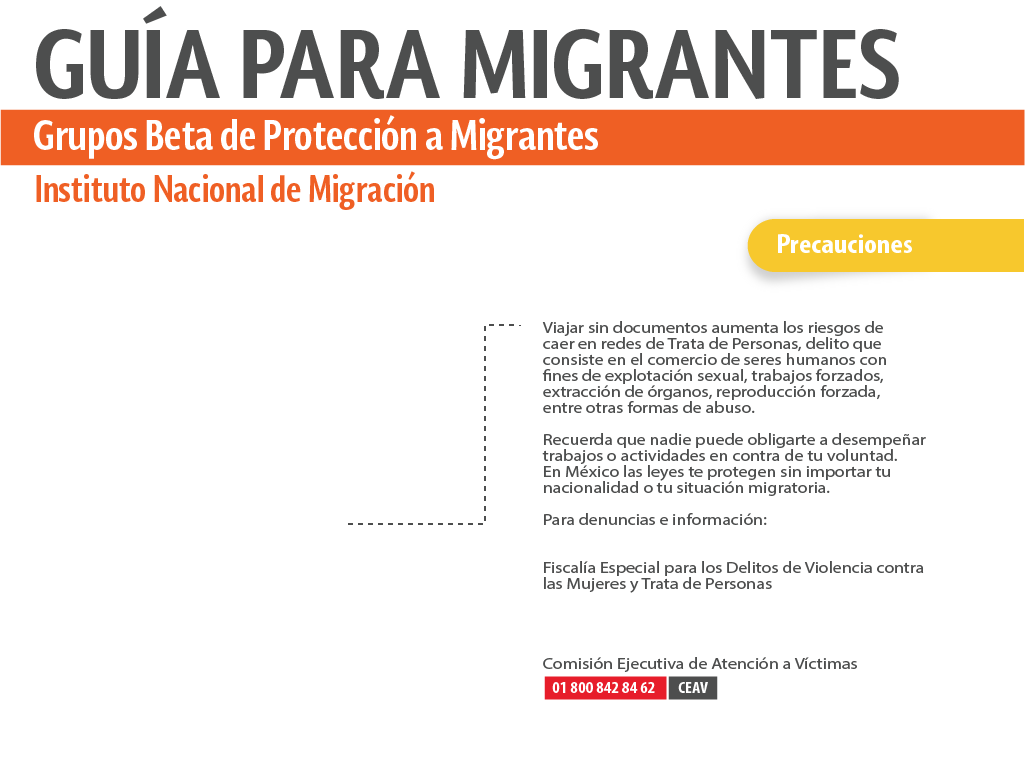 GUÍA PARA MIGRANTES
Grupos Beta de Protección a Migrantes
Instituto Nacional de Migración
Precauciones
Viajar sin documentos aumenta los riesgos de
caer en redes de Trata de Personas, delito que
consiste en el comercio de seres humanos con
fines de explotación sexual, trabajos forzados,
extracción de órganos, reproducción forzada,
entre otras formas de abuso.
Recuerda que nadie puede obligarte a desempeñar
trabajos o actividades en contra de tu voluntad.
En México las leyes te protegen sin importar tu
nacionalidad o tu situación migratoria.
Para denuncias e información:
Fiscalía Especial para los Delitos de Violencia contra
las Mujeres y Trata de Personas
Comisión Ejecutiva de Atención a Víctimas
01 800 842 84 62 CEAV